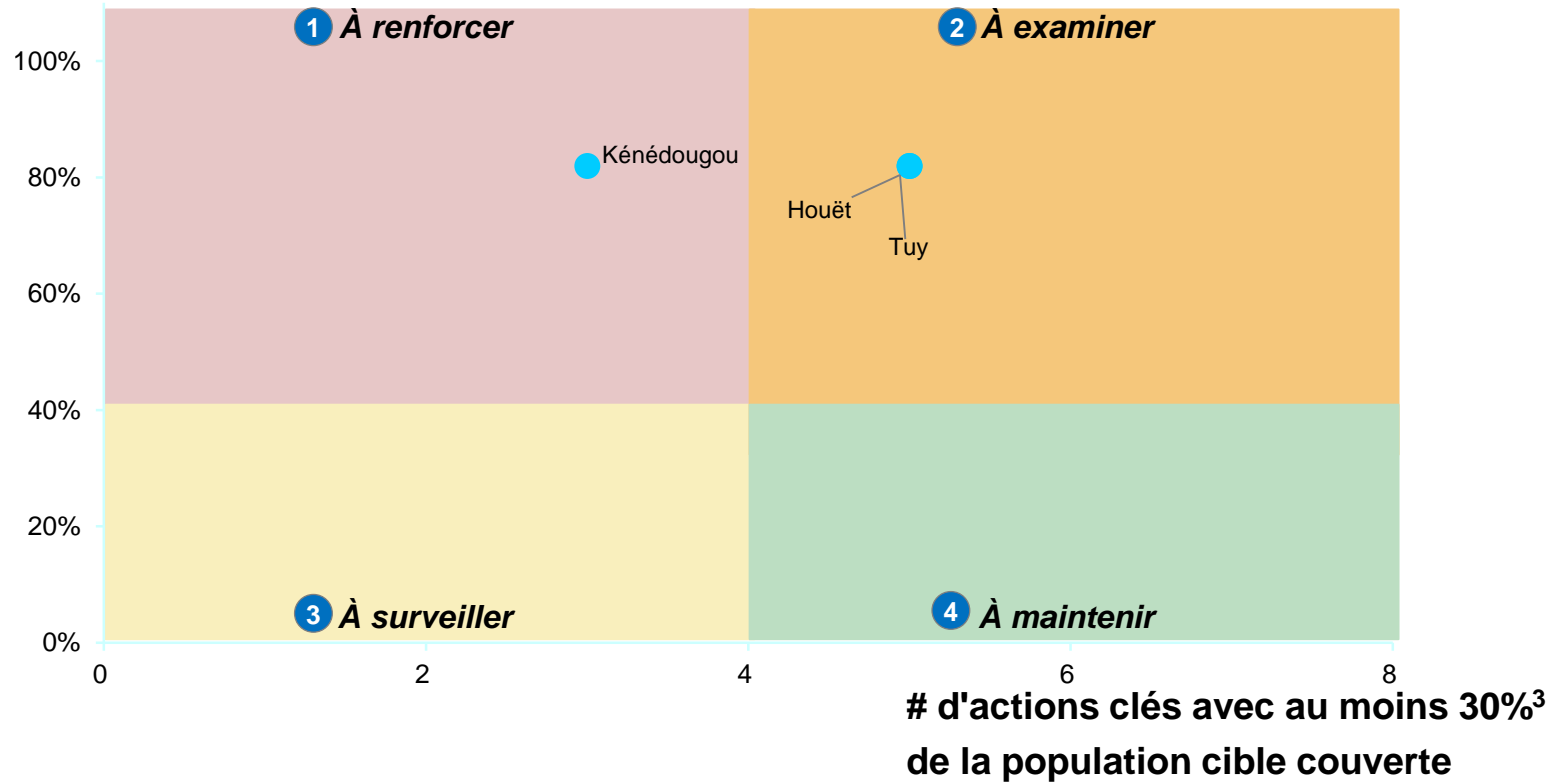 1 À renforcer
2 À examiner
100%
80%
60%
40%
20%
0%
Kénédougou
Houët
Tuy
3 À surveiller
4 À maintenir
0
2
4
6
8
# d'actions clés avec au moins 30%³
de la population cible couverte